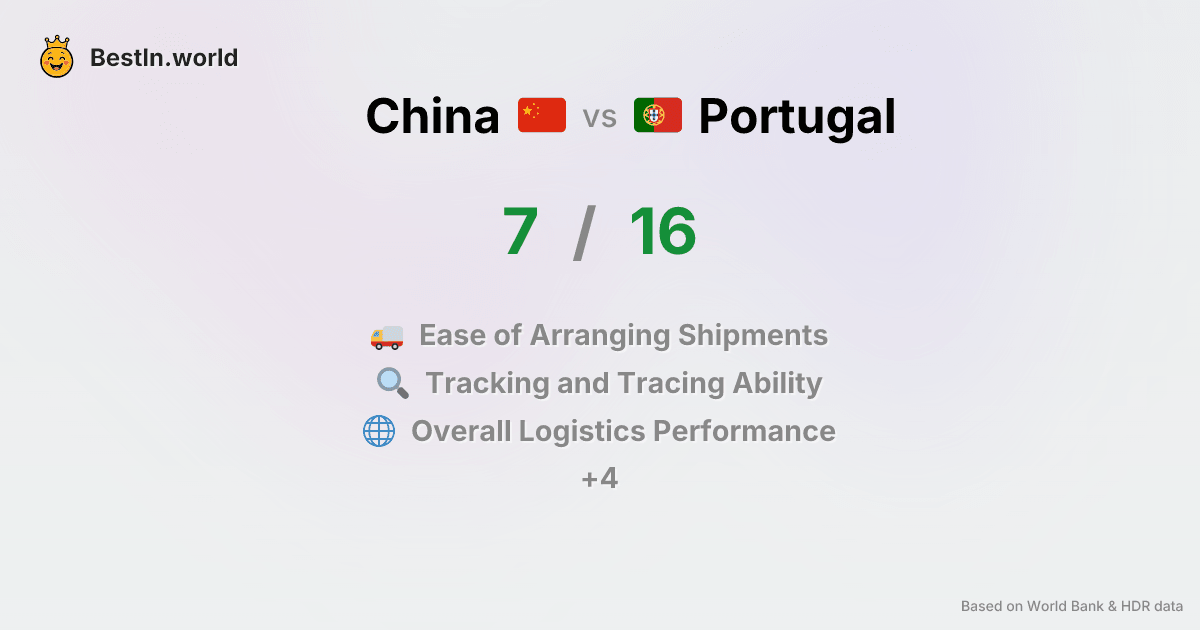 BestIn.world
China vs Portugal
7 / 16
Ease of Arranging Shipments
Tracking and Tracing Ability
Overall Logistics Performance
+4
Based on World Bank & HDR data